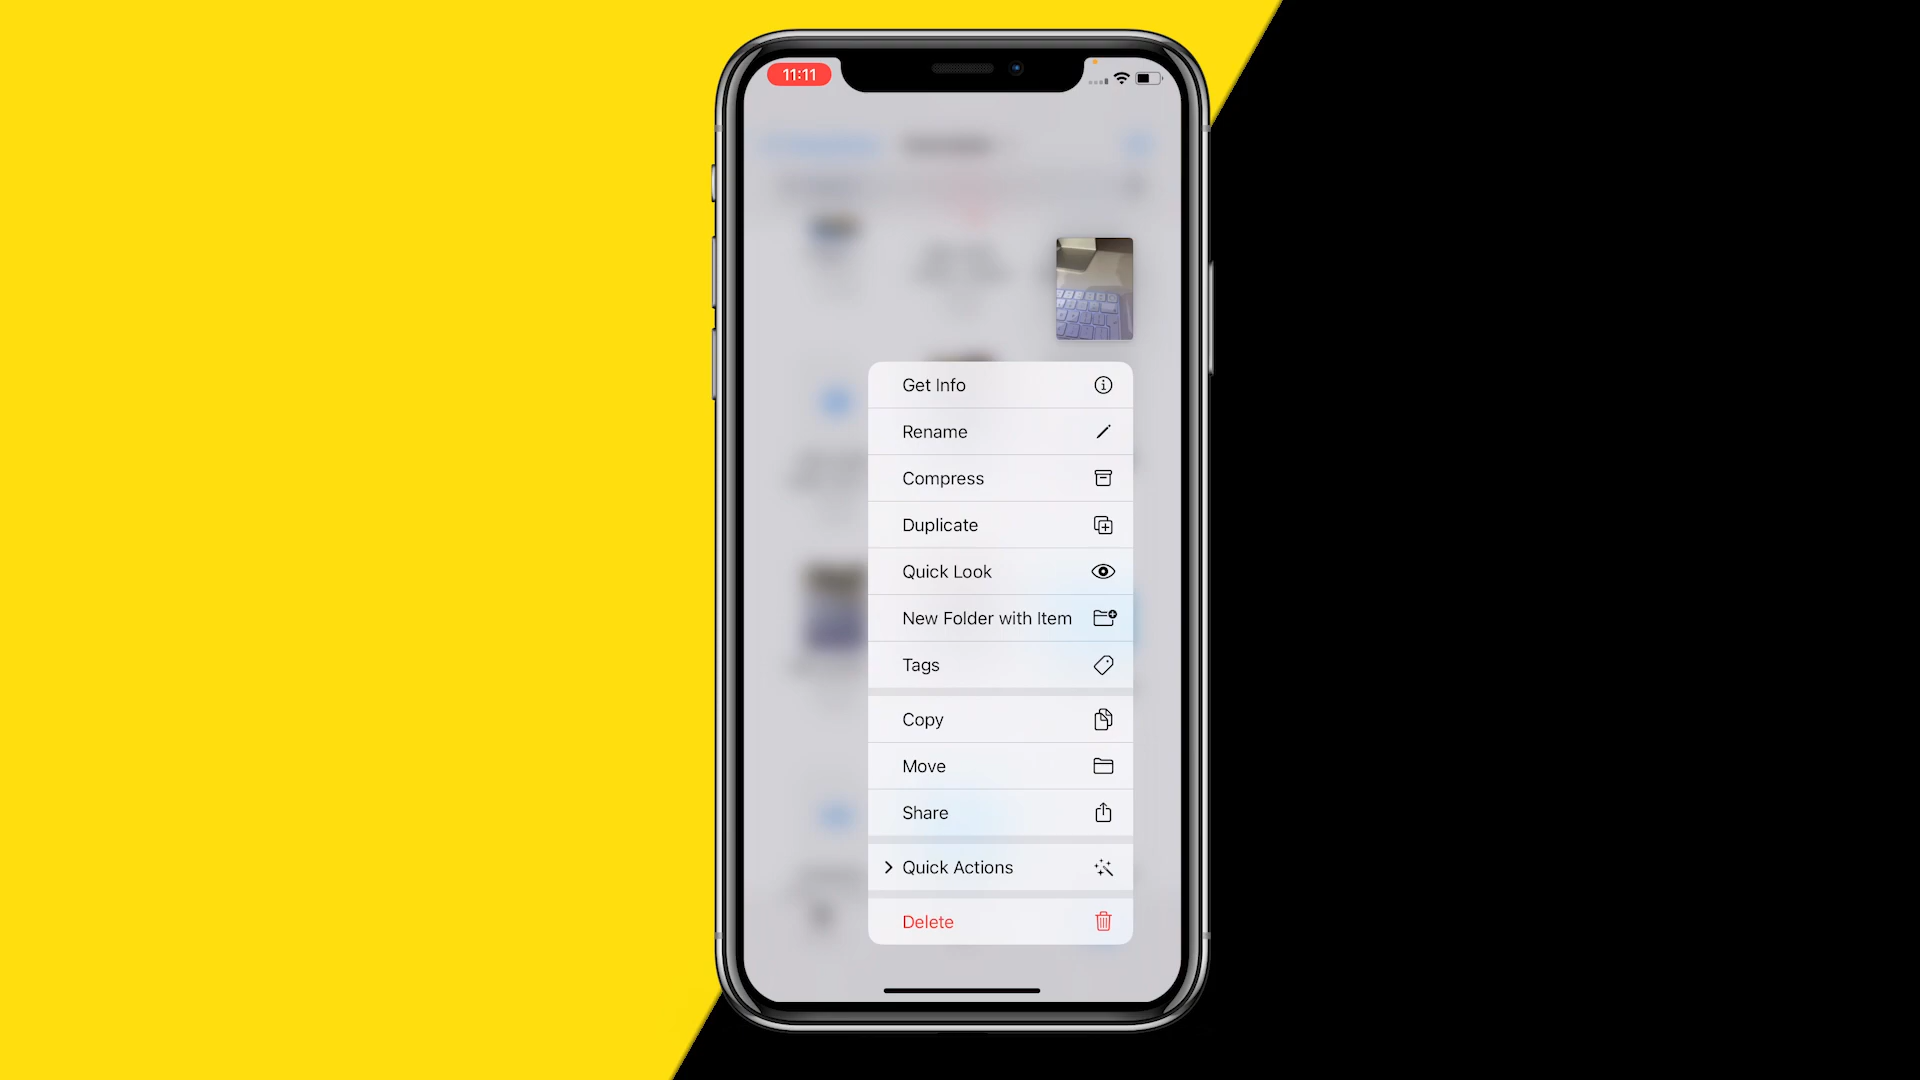 11:11
Get Info
Rename
Compress
Duplicate
Quick Look
New Folder with Item
Tags
Copy
Move
Share
Quick Actions
Delete